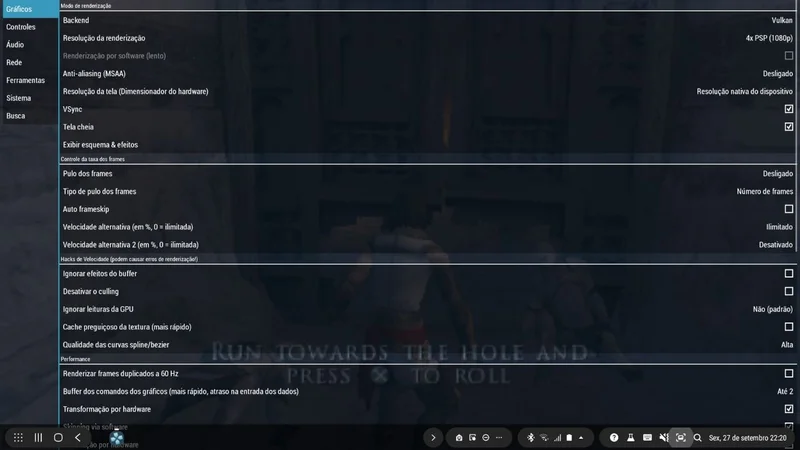 Gráficos
Controles
Áudio
Rede
Ferramentas
Sistema
Busca
Modo de renderização
Backend Vulkan
Resolução da renderização 4x PSP (1080p)
Renderização por software (lento)
Anti-aliasing (MSAA) Desligado
Resolução da tela (Dimensionador do hardware) Resolução nativa do dispositivo
VSync
Tela cheia
Exibir esquema & efeitos
Controle da taxa dos frames
Pulo dos frames Desligado
Tipo de pulo dos frames Número de frames
Auto frameskip
Velocidade alternativa (em %, 0 = ilimitada) Ilimitado
Velocidade alternativa 2 (em %, 0 = ilimitada) Desativado
Hacks de Velocidade (podem causar erros de renderização!)
Ignorar efeitos do buffer
Desativar o culling
Ignorar leituras da GPU Não (padrão)
Cache preguiçoso da textura (mais rápido)
Qualidade das curvas spline/bezier Alta
RUN TOWARDS THE HOLE AND
PRESS TO ROLL
Performance
Renderizar frames duplicados a 60 Hz
Buffer dos comandos dos gráficos (mais rápido, atraso na entrada dos dados) Até 2
Transformação por hardware
Skinning via software
por hardware
Sex, 27 de setembro 22:20